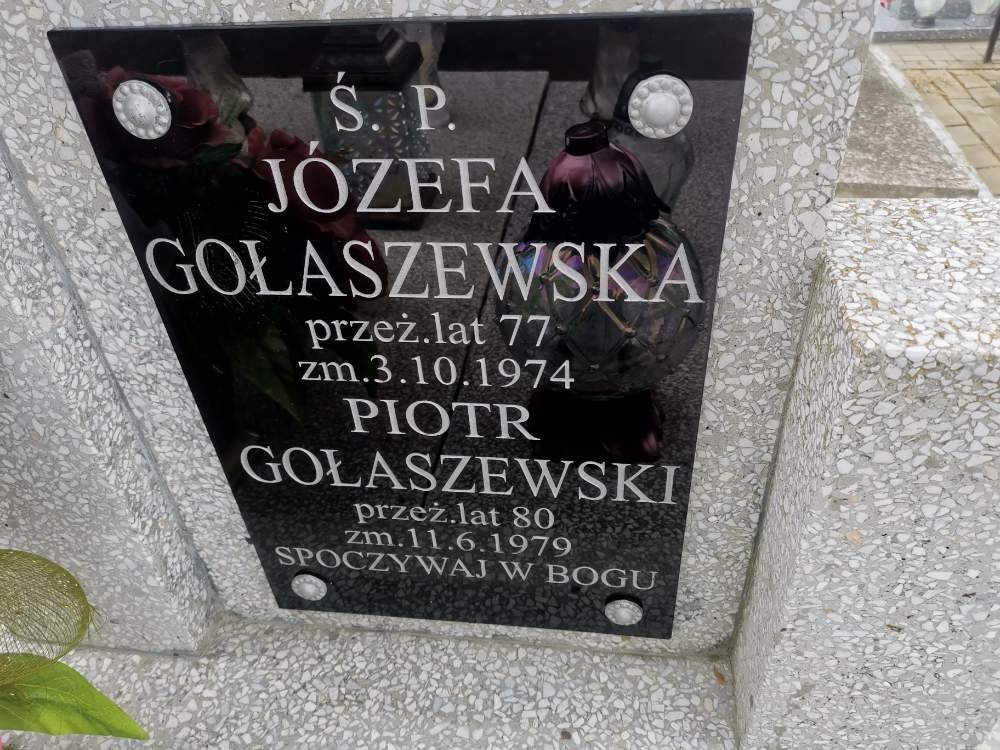 Ś. P.
JÓZEFA
GOŁASZEWSKA
przeż.lat 77
zm.3.10.1974
PIOTR
GOŁASZEWSKI
przeż.lat 80
zm.11.6.1979
SPOCZYWAJ W BOGU